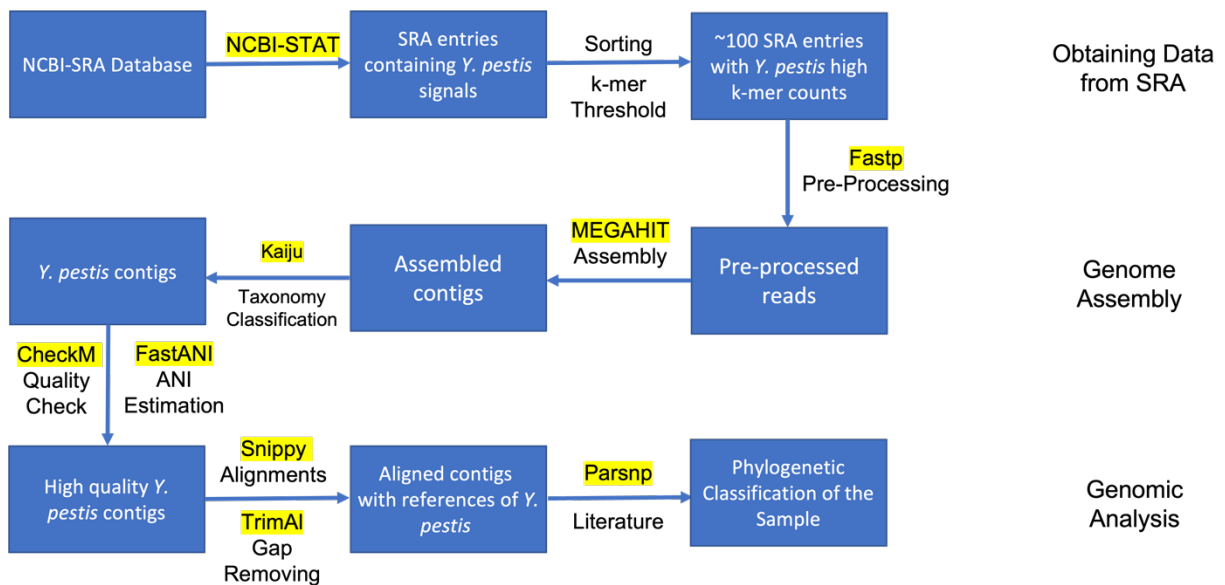 NCBI-SRA Database
NCBI-STAT
SRA entries
containing Y. pestis
signals
Sorting
k-mer
Threshold
~100 SRA entries
with Y. pestis high
k-mer counts
Obtaining Data
from SRA
Fastp
Pre-Processing
Y. pestis contigs
Kaiju
Taxonomy
Classification
Assembled
contigs
MEGAHIT
Assembly
Pre-processed
reads
Genome
Assembly
CheckM
Quality
Check
FastANI
ANI
Estimation
High quality Y.
pestis contigs
Snippy
Alignments
TrimAl
Gap
Removing
Aligned contigs
with references of Y.
pestis
Parsnp
Literature
Phylogenetic
Classification of the
Sample
Genomic
Analysis